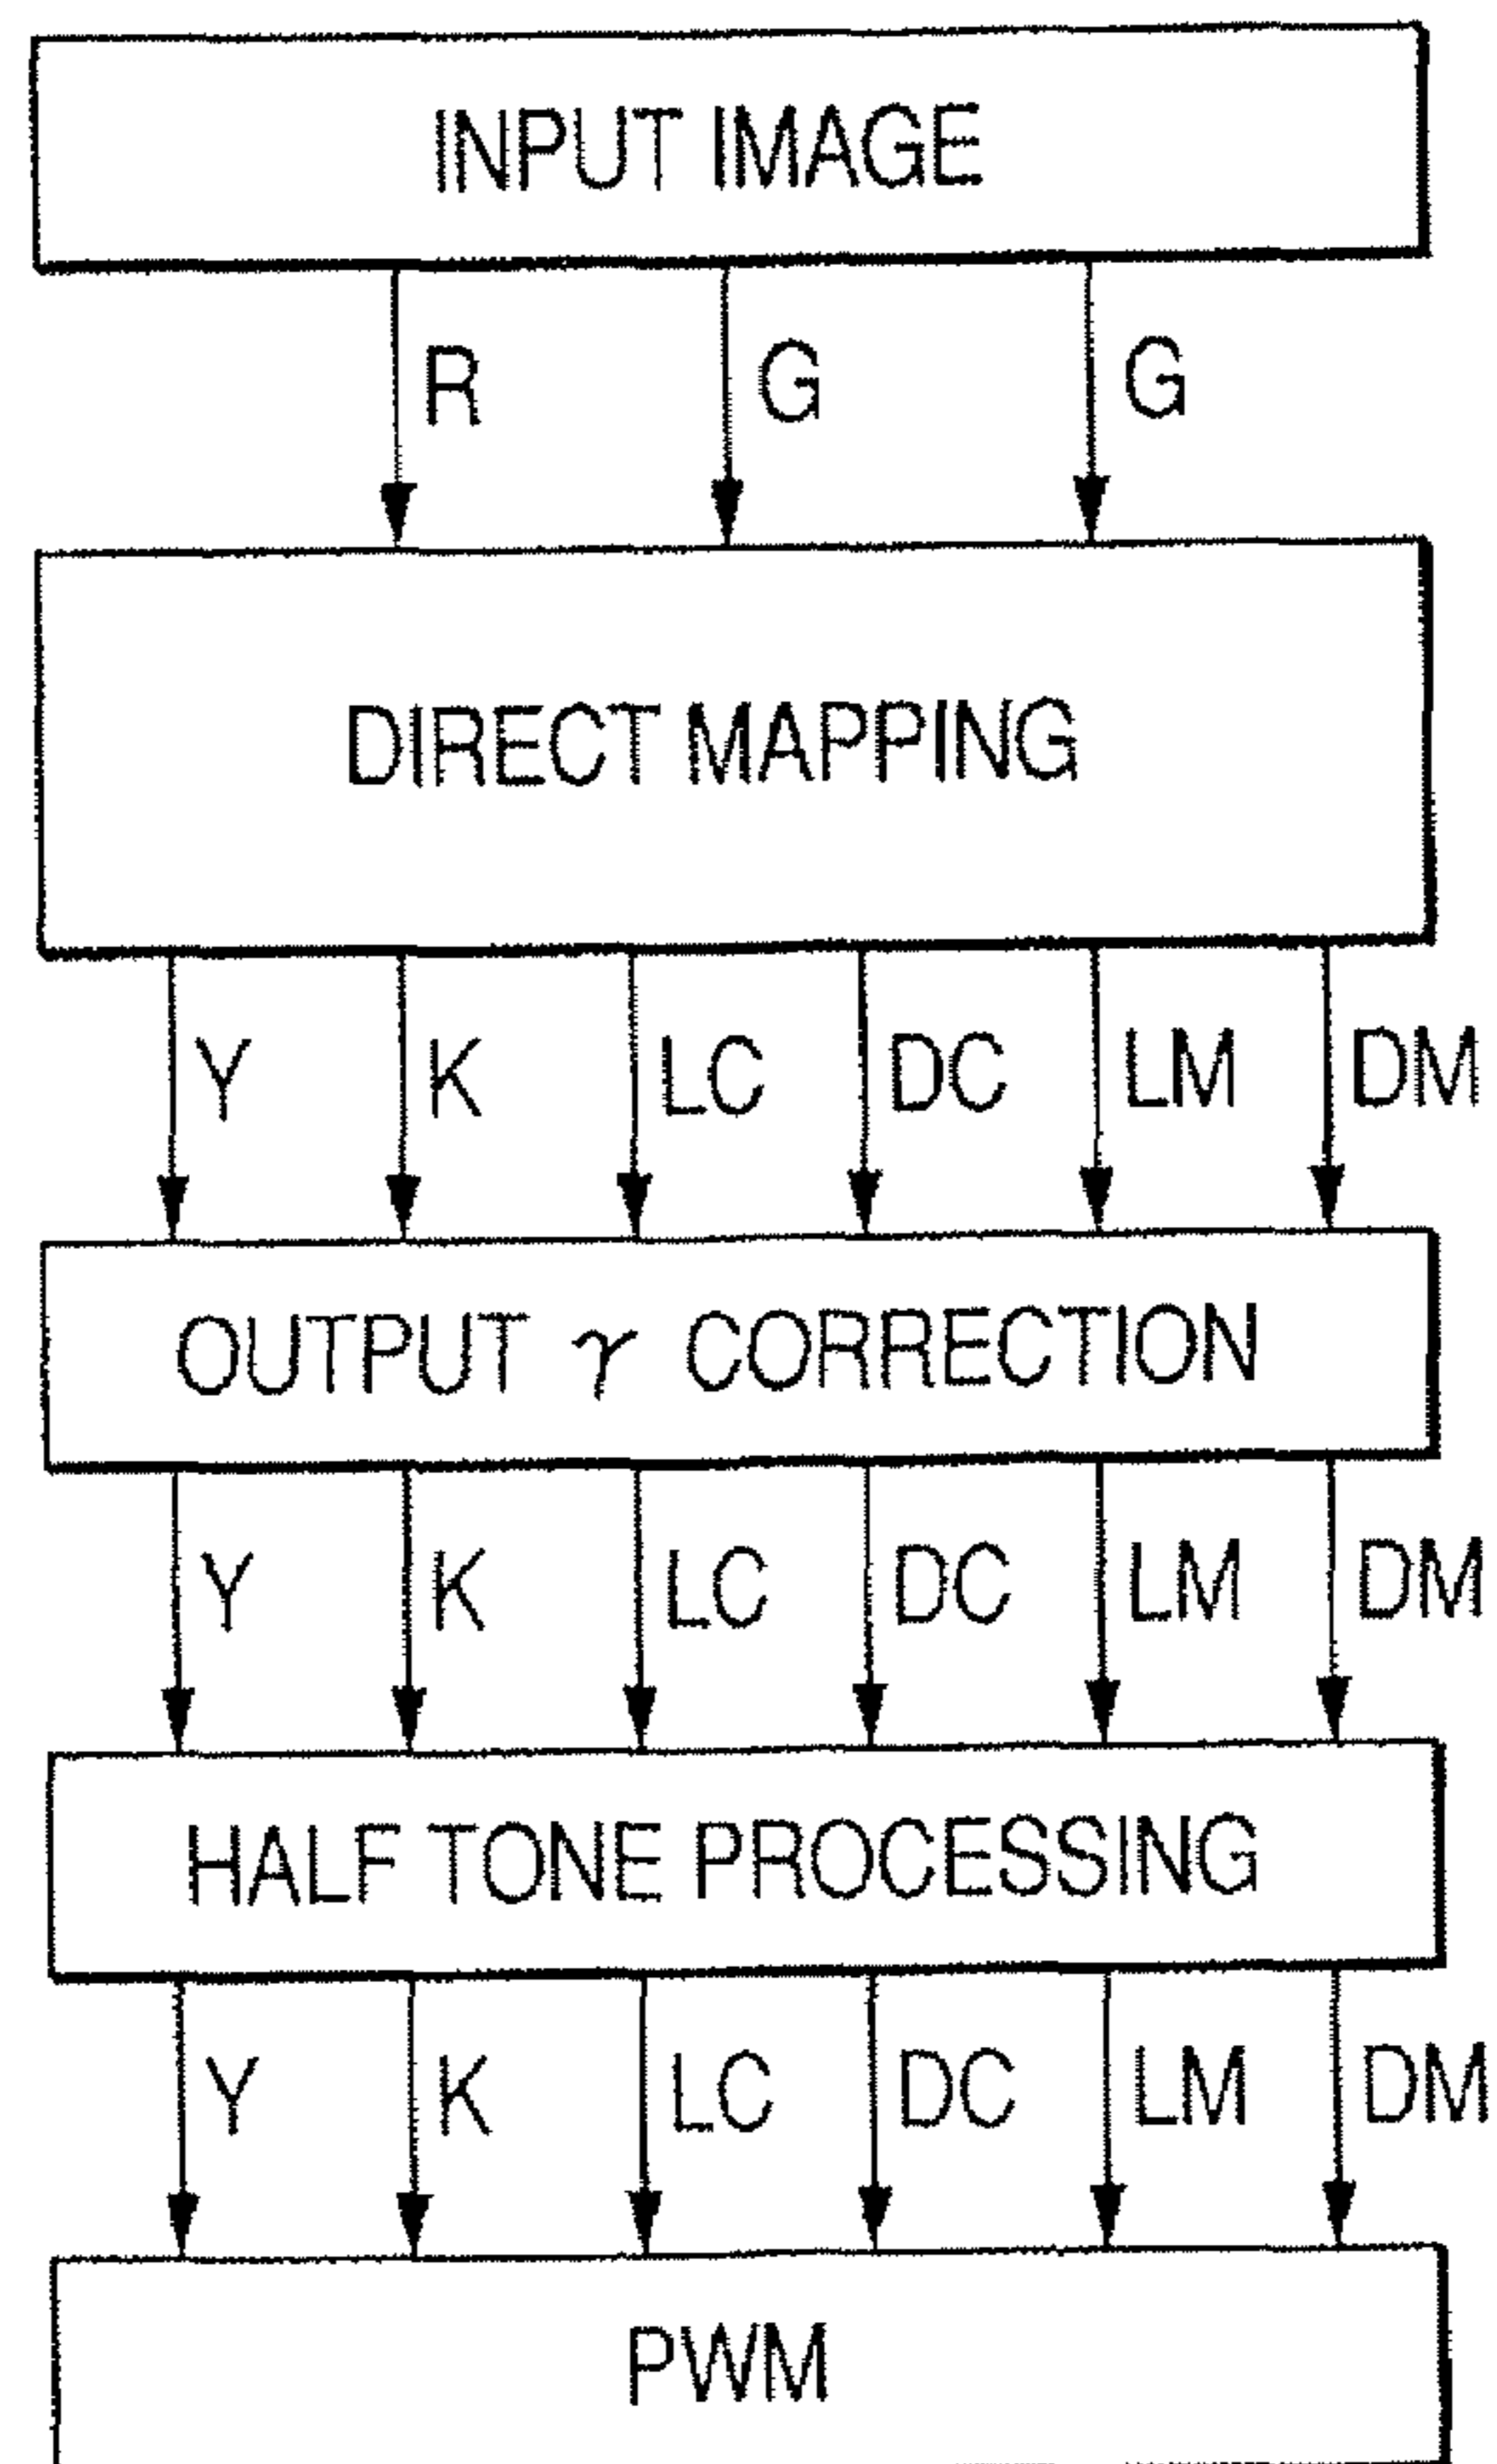 INPUT IMAGE
R G G
DIRECT MAPPING
Y K LC DC LM DM
OUTPUT γ CORRECTION
Y K LC DC LM DM
HALF TONE PROCESSING
Y K LC DC LM DM
PWM